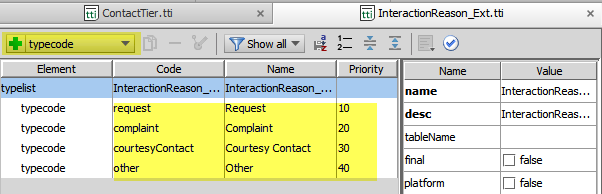 ContactTier.tti
InteractionReason_Ext.tti
typecode
Show all
Element Code Name Priority
typelist InteractionReason_... InteractionReason_...
typecode request Request 10
typecode complaint Complaint 20
typecode courtesyContact Courtesy Contact 30
typecode other Other 40
Name Value
name InteractionReas...
desc InteractionReas...
tableName
final false
platform false